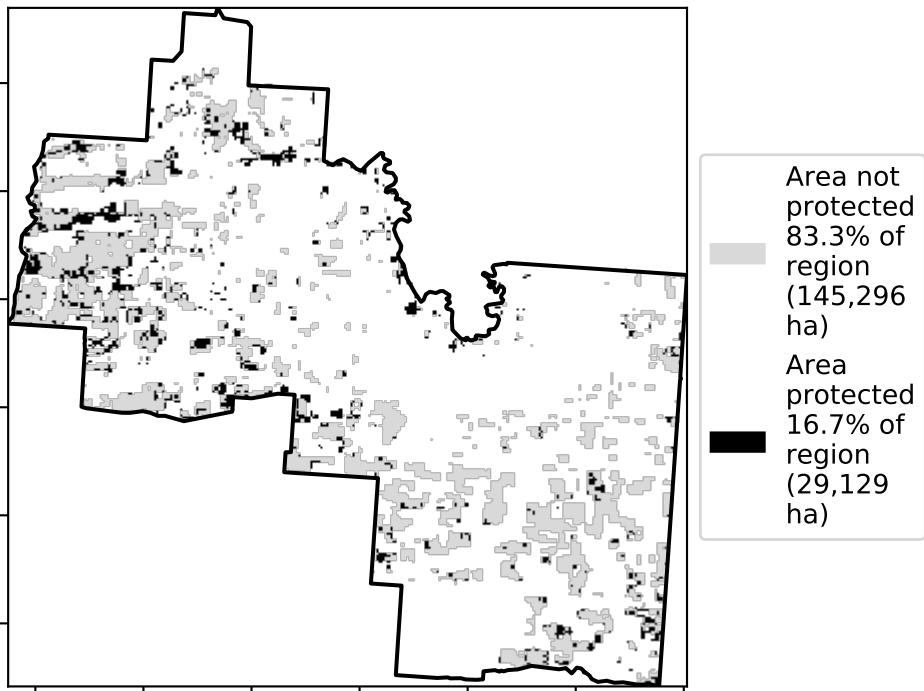 Area not
protected
83.3% of
region
(145,296
ha)
Area
protected
16.7% of
region
(29,129
ha)